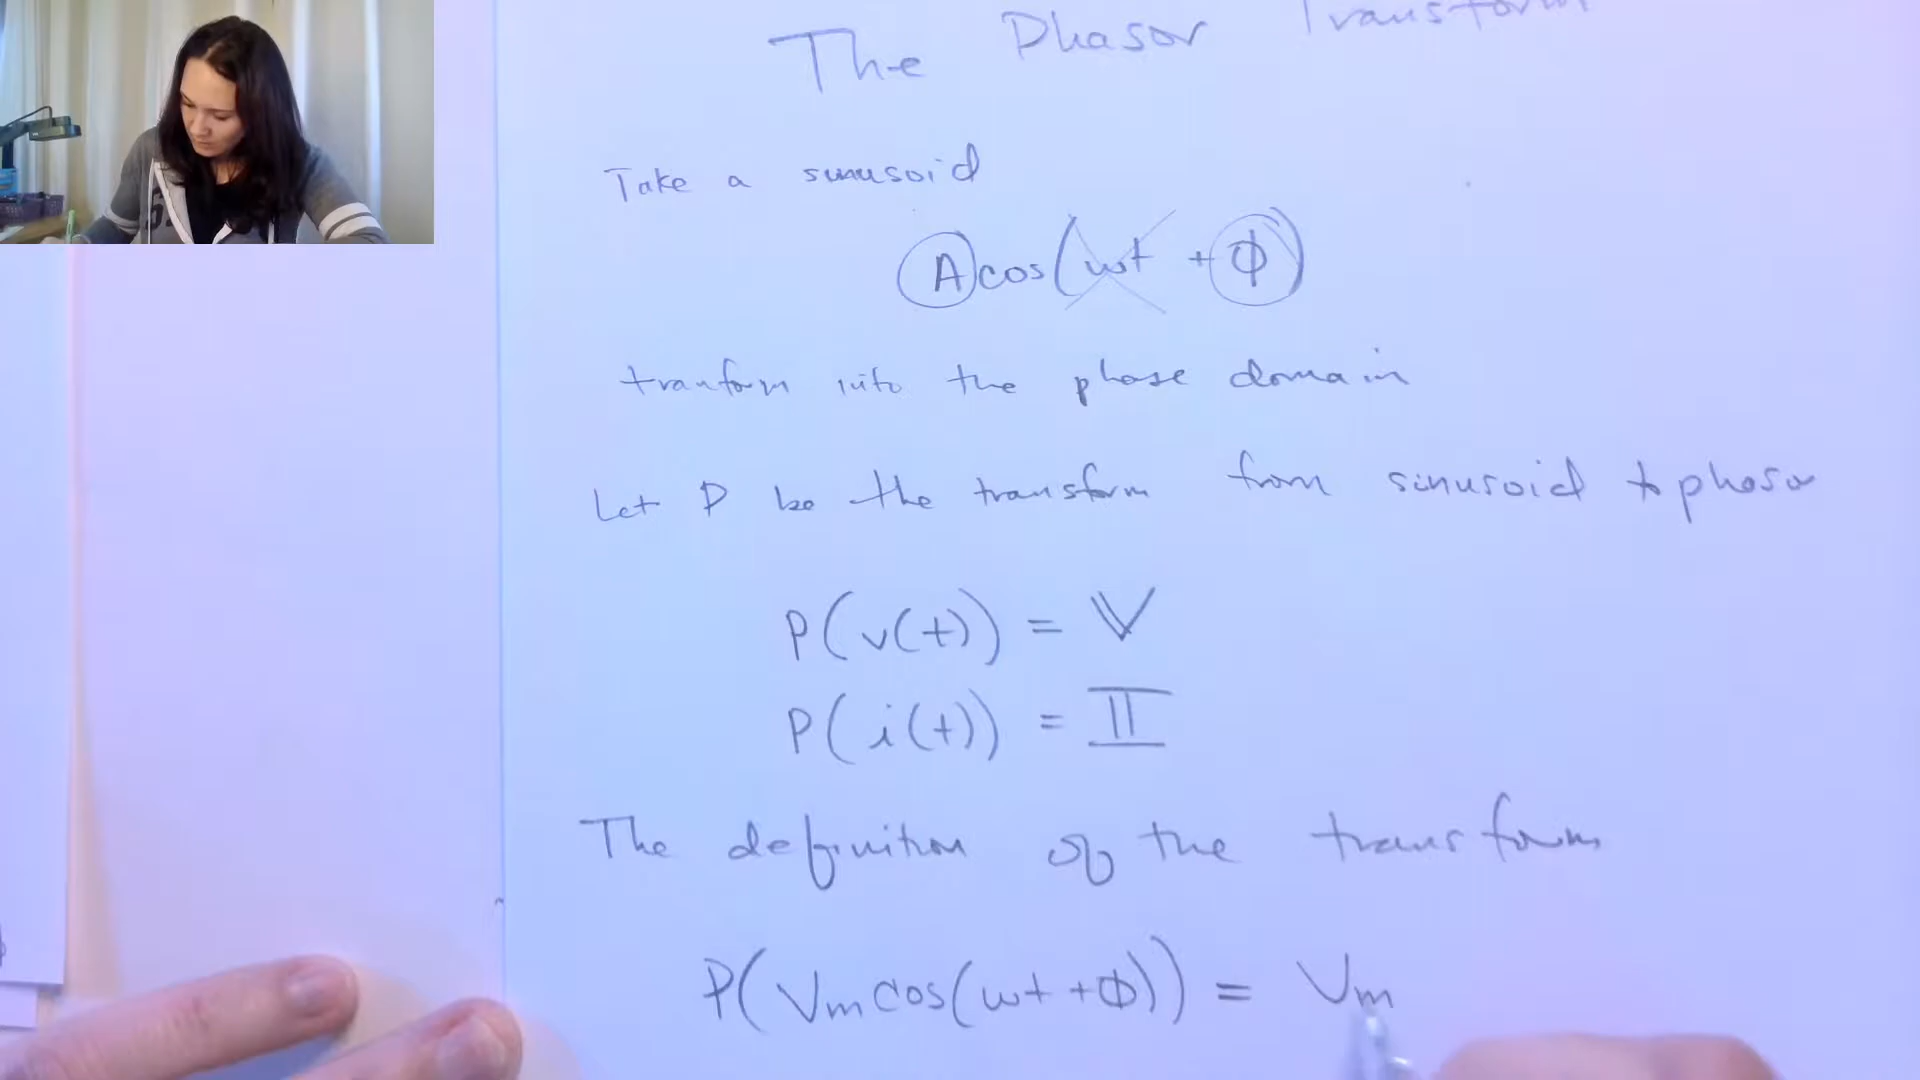 The Phasor Transform
Take a sinusoid
A cos(ωt + ϕ)
tranform into the phase domain
Let P be the transform from sinusoid to phasor
P(v(t)) = 𝕍
P(i(t)) = 𝕀
The definition of the transform
P(Vm cos(ωt + ϕ)) = Vm